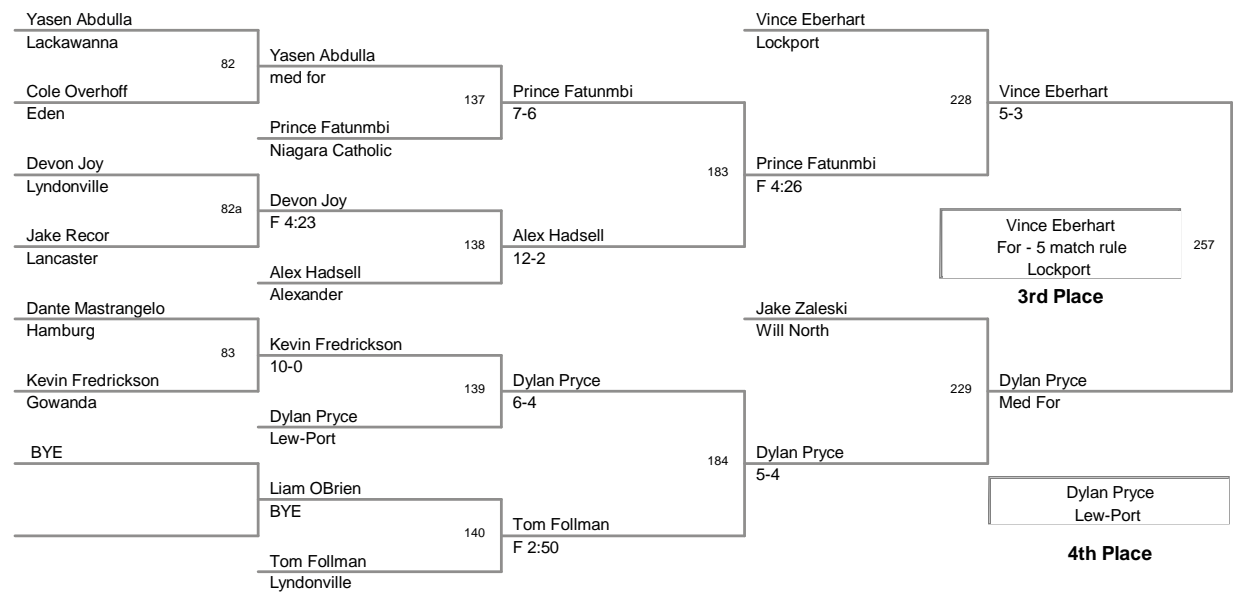 Yasen Abdulla
Lackawanna
82
Cole Overhoff
Eden
Devon Joy
Lyndonville
82a
Jake Recor
Lancaster
Dante Mastrangelo
Hamburg
83
Kevin Fredrickson
Gowanda
BYE
Yasen Abdulla
med for
137
Prince Fatunmbi
Niagara Catholic
Devon Joy
F 4:23
138
Alex Hadsell
Alexander
Kevin Fredrickson
10-0
139
Dylan Pryce
Lew-Port
Liam OBrien
BYE
140
Tom Follman
Lyndonville
Prince Fatunmbi
7-6
183
Alex Hadsell
12-2
Dylan Pryce
6-4
184
Tom Follman
F 2:50
Vince Eberhart
Lockport
228
Prince Fatunmbi
F 4:26
Jake Zaleski
Will North
229
Dylan Pryce
5-4
Vince Eberhart
5-3
Vince Eberhart
For - 5 match rule
Lockport
257
3rd Place
Dylan Pryce
Med For
Dylan Pryce
Lew-Port
4th Place